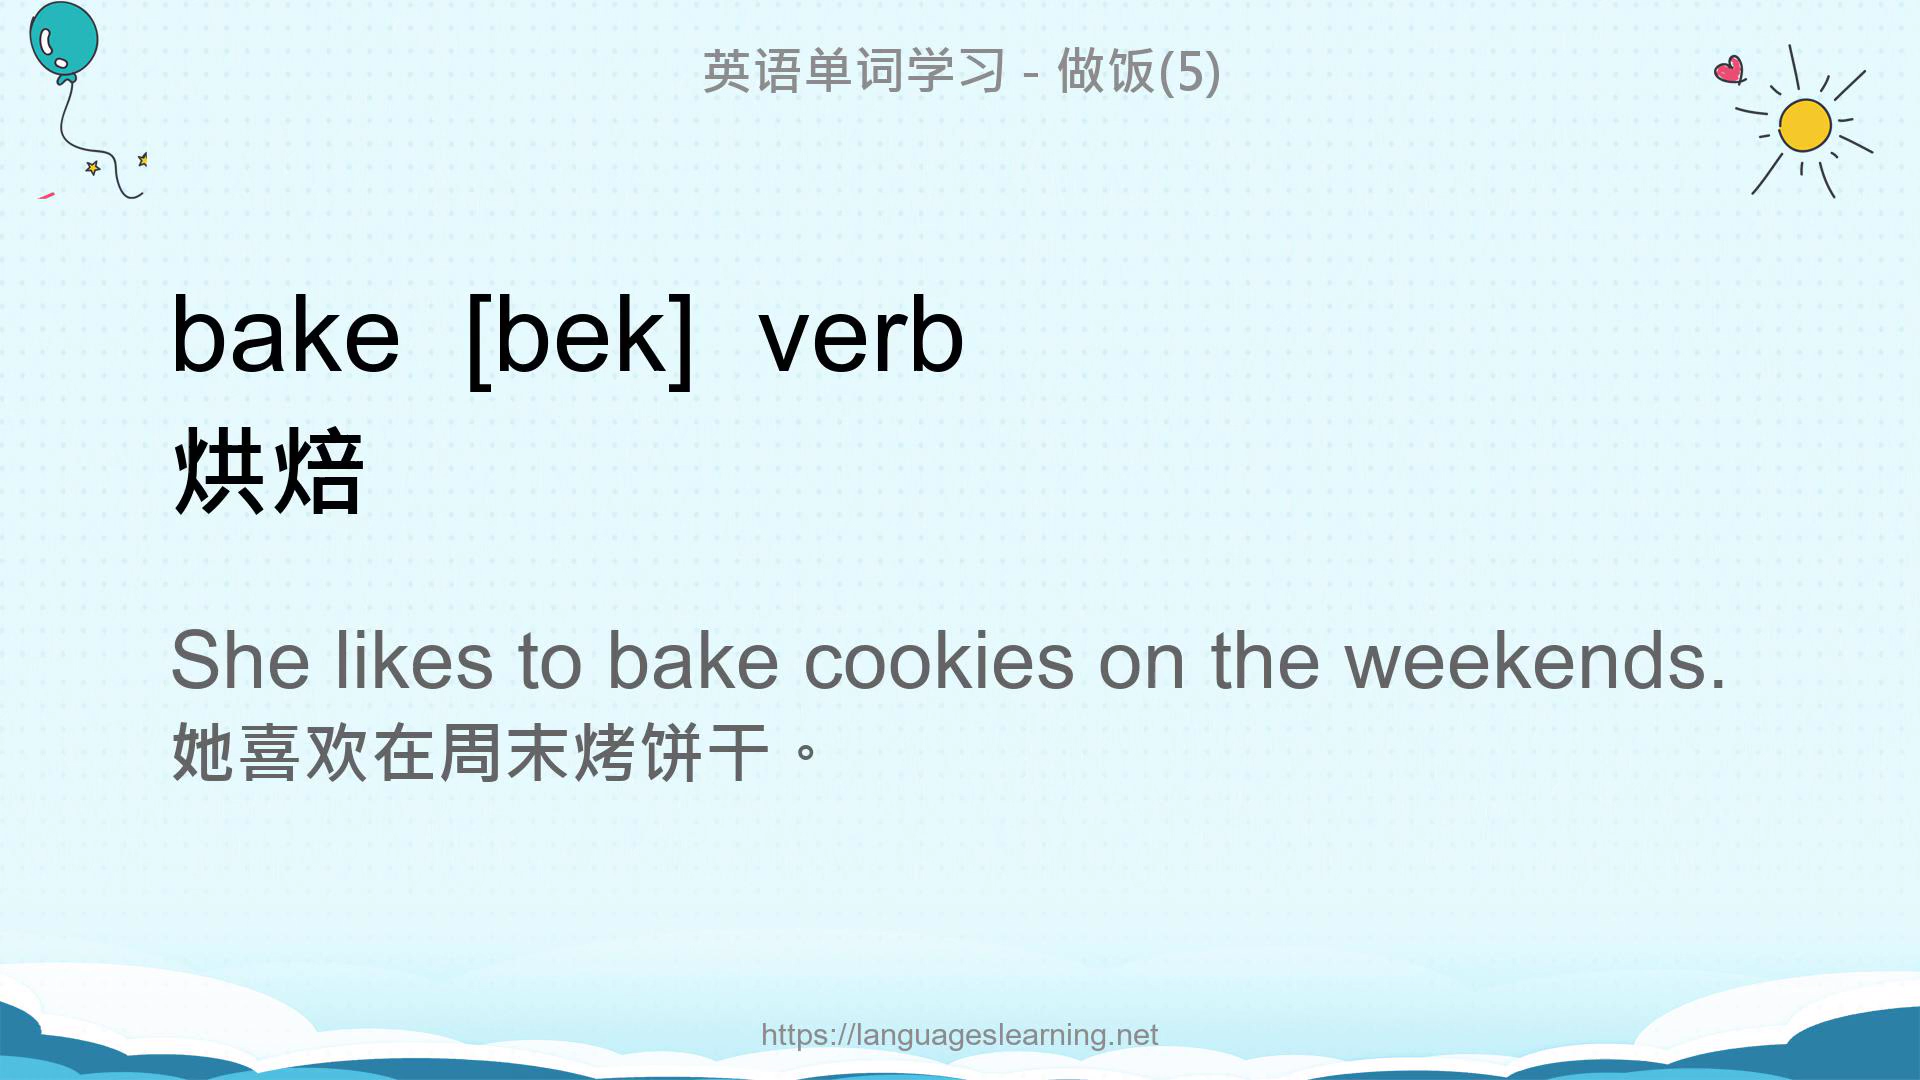 英语单词学习 - 做饭(5)
bake [bek] verb
烘焙
She likes to bake cookies on the weekends.
她喜欢在周末烤饼干。
https://languageslearning.net